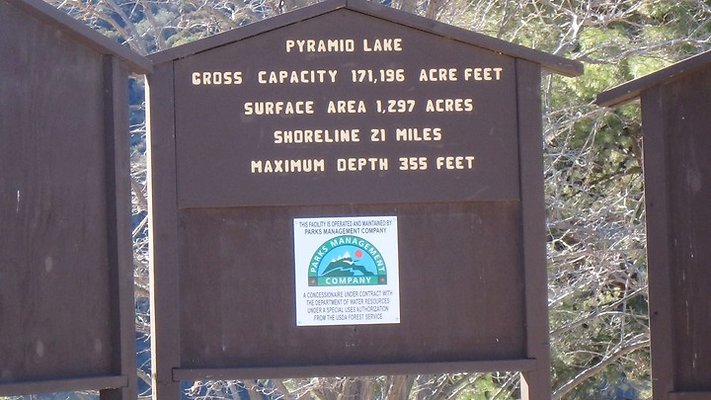 PYRAMID LAKE
GROSS CAPACITY 171,196 ACRE FEET
SURFACE AREA 1,297 ACRES
SHORELINE 21 MILES
MAXIMUM DEPTH 355 FEET
THIS FACILITY IS OPERATED AND MAINTAINED BY
PARKS MANAGEMENT COMPANY
PARKS MANAGEMENT
COMPANY
A CONCESSIONAIRE UNDER CONTRACT WITH
THE DEPARTMENT OF WATER RESOURCES
UNDER A SPECIAL USES AUTHORIZATION
FROM THE USDA FOREST SERVICE